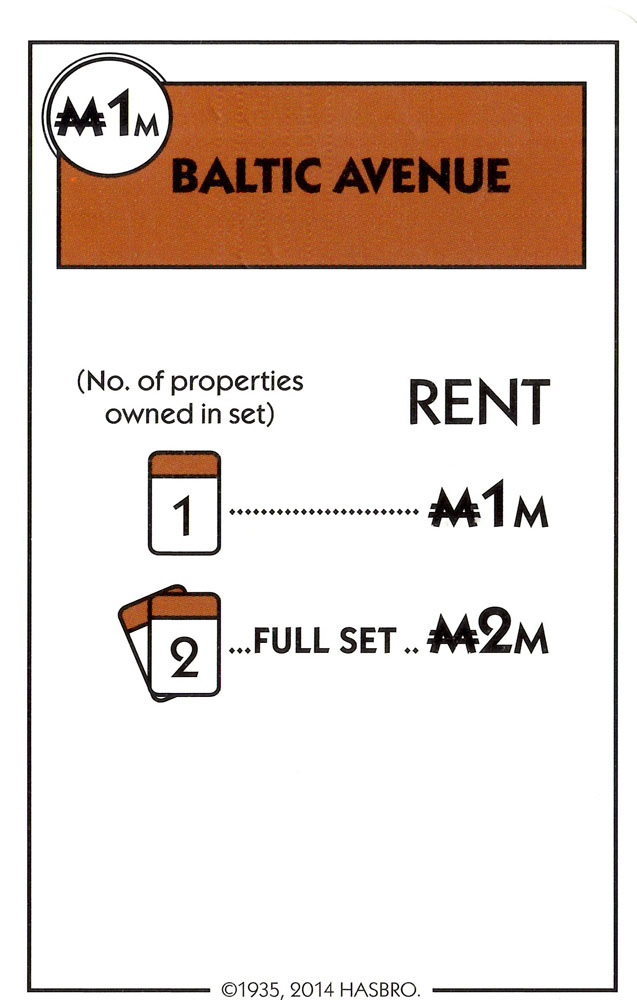 ₩1M
BALTIC AVENUE
(No. of properties
owned in set)
RENT
1 ........................ ₩1M
2 ...FULL SET .. ₩2M
©1935, 2014 HASBRO.